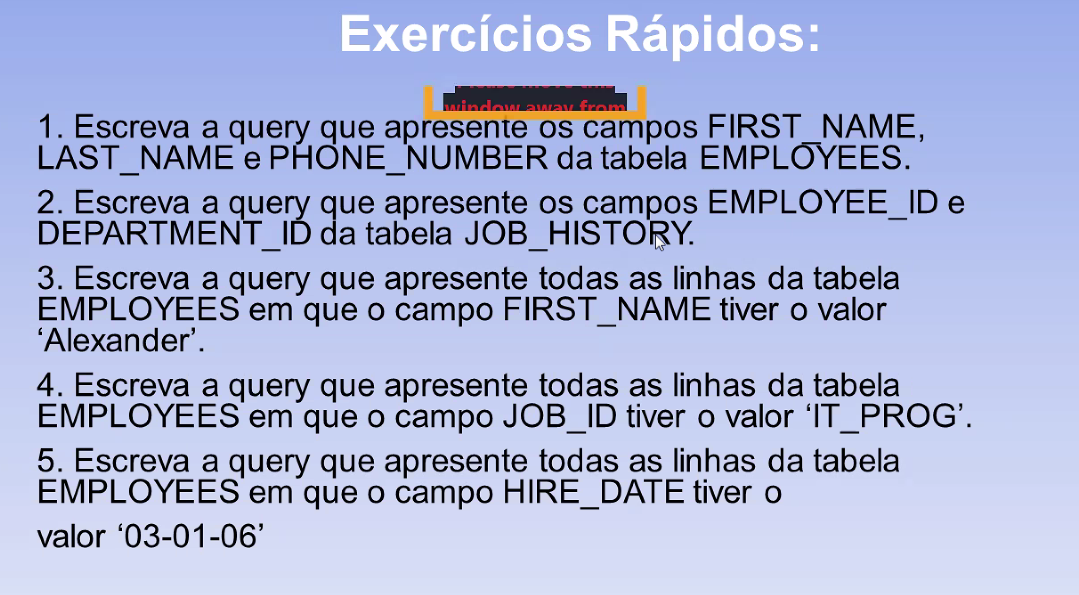 Exercícios Rápidos:
window away from
1. Escreva a query que apresente os campos FIRST_NAME,
LAST_NAME e PHONE_NUMBER da tabela EMPLOYEES.
2. Escreva a query que apresente os campos EMPLOYEE_ID e
DEPARTMENT_ID da tabela JOB_HISTORY.
3. Escreva a query que apresente todas as linhas da tabela
EMPLOYEES em que o campo FIRST_NAME tiver o valor
‘Alexander’.
4. Escreva a query que apresente todas as linhas da tabela
EMPLOYEES em que o campo JOB_ID tiver o valor ‘IT_PROG’.
5. Escreva a query que apresente todas as linhas da tabela
EMPLOYEES em que o campo HIRE_DATE tiver o
valor ‘03-01-06’